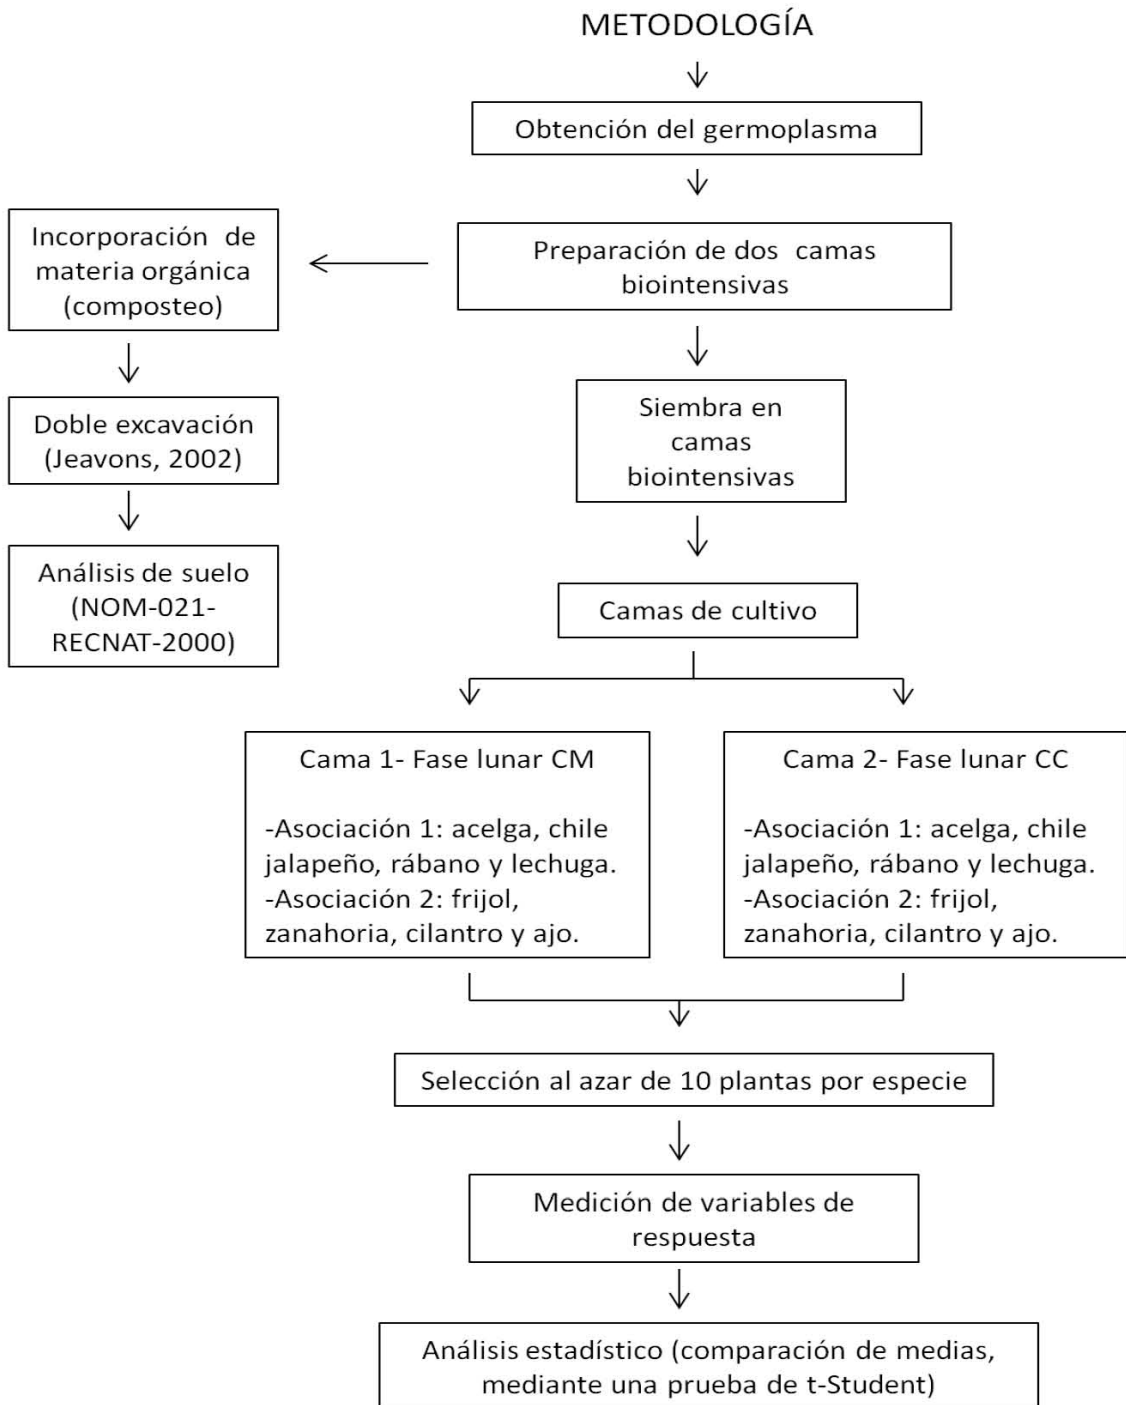 METODOLOGÍA
Obtención del germoplasma
Preparación de dos camas
biointensivas
Incorporación de
materia orgánica
(composteo)
Doble excavación
(Jeavons, 2002)
Análisis de suelo
(NOM-021-
RECNAT-2000)
Siembra en
camas
biointensivas
Camas de cultivo
Cama 1- Fase lunar CM
-Asociación 1: acelga, chile
jalapeño, rábano y lechuga.
-Asociación 2: frijol,
zanahoria, cilantro y ajo.
Cama 2- Fase lunar CC
-Asociación 1: acelga, chile
jalapeño, rábano y lechuga.
-Asociación 2: frijol,
zanahoria, cilantro y ajo.
Selección al azar de 10 plantas por especie
Medición de variables de
respuesta
Análisis estadístico (comparación de medias,
mediante una prueba de t-Student)